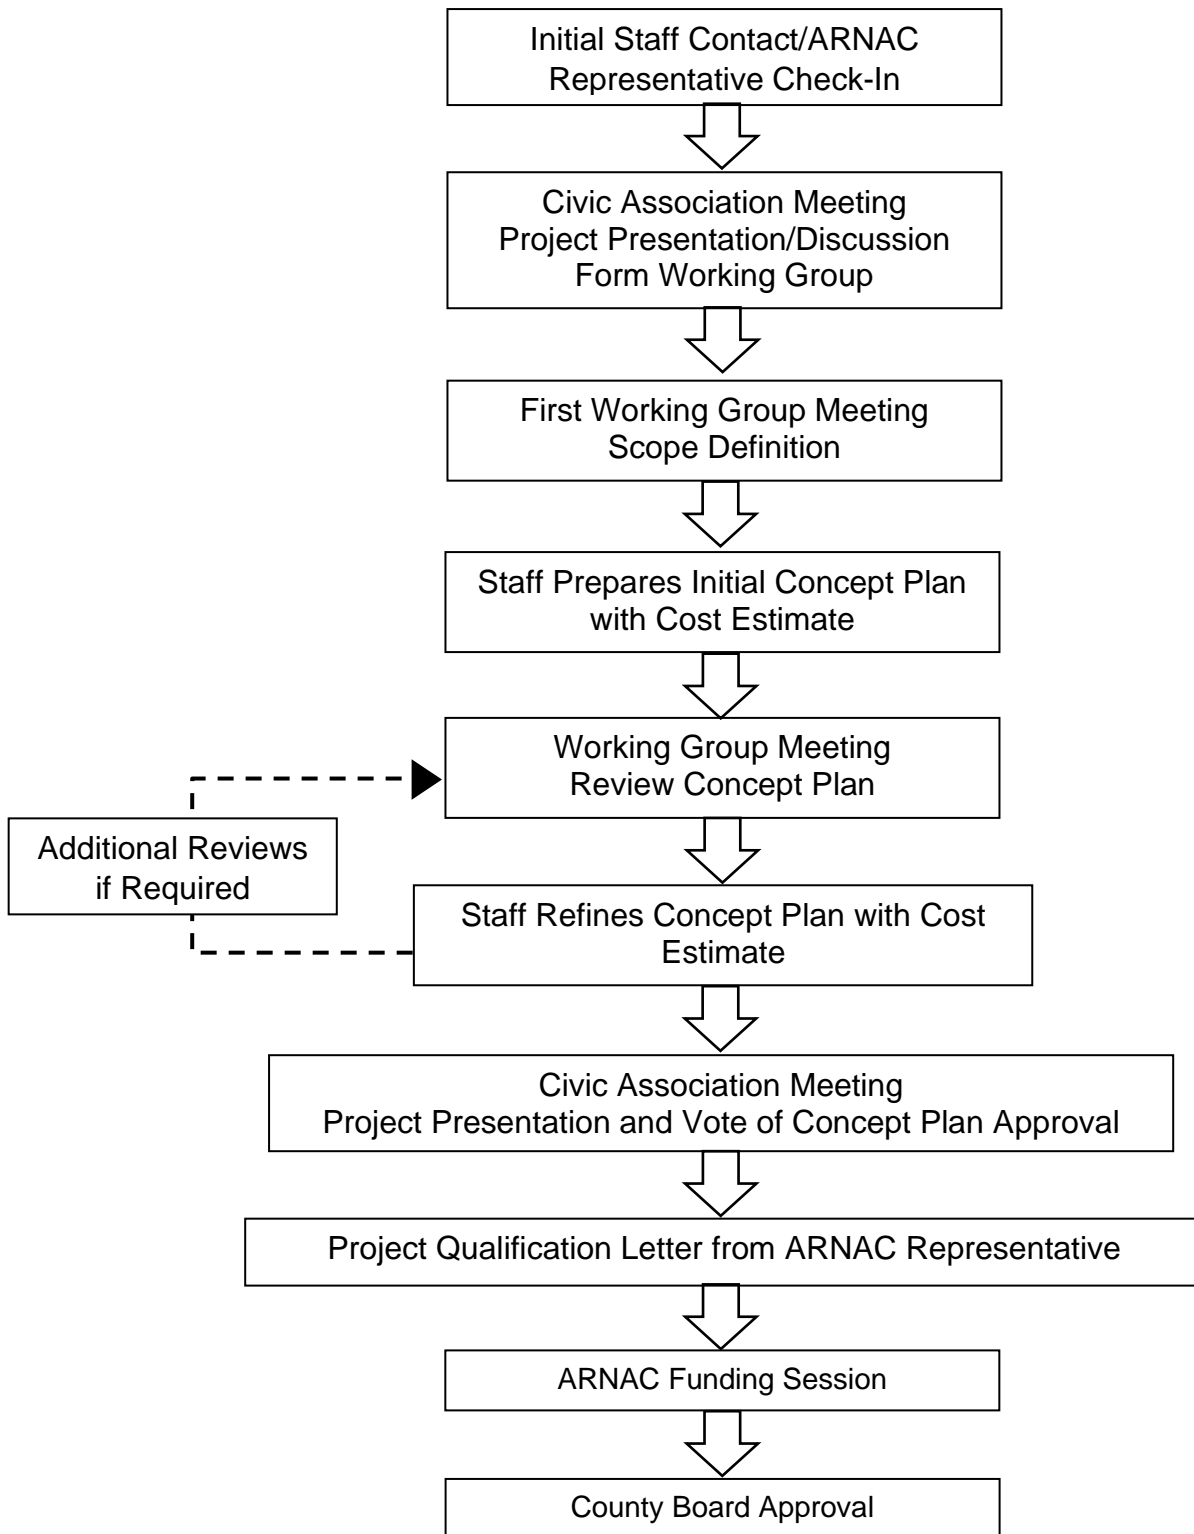 Initial Staff Contact/ARNAC
Representative Check-In
Civic Association Meeting
Project Presentation/Discussion
Form Working Group
First Working Group Meeting
Scope Definition
Staff Prepares Initial Concept Plan
with Cost Estimate
Working Group Meeting
Review Concept Plan
Additional Reviews
if Required
Staff Refines Concept Plan with Cost
Estimate
Civic Association Meeting
Project Presentation and Vote of Concept Plan Approval
Project Qualification Letter from ARNAC Representative
ARNAC Funding Session
County Board Approval